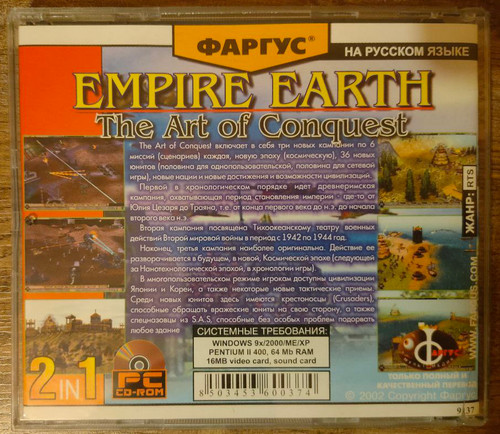 ФАРГУС®
НА РУССКОМ ЯЗЫКЕ
EMPIRE EARTH
The Art of Conquest
The Art of Conquest включает в себя три новых кампании по 6
миссий (сценариев) каждая, новую эпоху (космическую), 36 новых
юнитов (половина для однопользовательской, половина для сетевой
игры), новые нации и новые достижения и возможности цивилизации.
Первой в хронологическом порядке идет древнеримская
кампания, охватывающая период становления империи где-то от
Юлия Цезаря до Траяна, т.е. от конца первого века до н.э. до начала
второго века н.э.
Вторая кампания посвящена Тихоокеанскому театру военных
действий Второй мировой войны в период с 1942 по 1944 год.
Наконец, третья кампания наиболее оригинальна. Действие ее
разворачивается в будущем, в новой, Космической эпохе (следующей
за Нанотехнологической эпохой, в хронологии игры).
В многопользовательском режиме игрокам доступны цивилизации
Японии и Кореи, а также некоторые новые тактические приемы.
Среди новых юнитов здесь имеются крестоносцы (Crusaders),
способные обращать вражеские юниты на свою сторону, а также
спецназовцы из S.A.S, способные без особых проблем подорвать
любое здание
СИСТЕМНЫЕ ТРЕБОВАНИЯ:
WINDOWS 9x/2000/ME/XP
PENTIUM II 400, 64 Mb RAM
16MB video card, sound card
8503453600374
2 IN 1
PC
CD-ROM
ЖАНР: RTS
ТОЛЬКО ПОЛНЫЙ И
КАЧЕСТВЕННЫЙ ПЕРЕВОД
© 2002 Copyright Фаргус